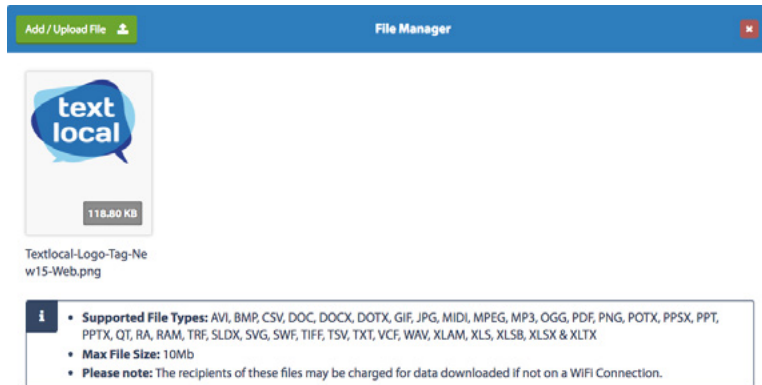 Add / Upload File
File Manager
text
local
118.80 KB
Textlocal-Logo-Tag-Ne
w15-Web.png
i
• Supported File Types: AVI, BMP, CSV, DOC, DOCX, DOTX, GIF, JPG, MIDI, MPEG, MP3, OGG, PDF, PNG, POTX, PPSX, PPT,
PPTX, QT, RA, RAM, TRF, SLDX, SVG, SWF, TIFF, TSV, TXT, VCF, WAV, XLAM, XLS, XLSB, XLSX & XLTX
• Max File Size: 10Mb
• Please note: The recipients of these files may be charged for data downloaded if not on a WiFi Connection.